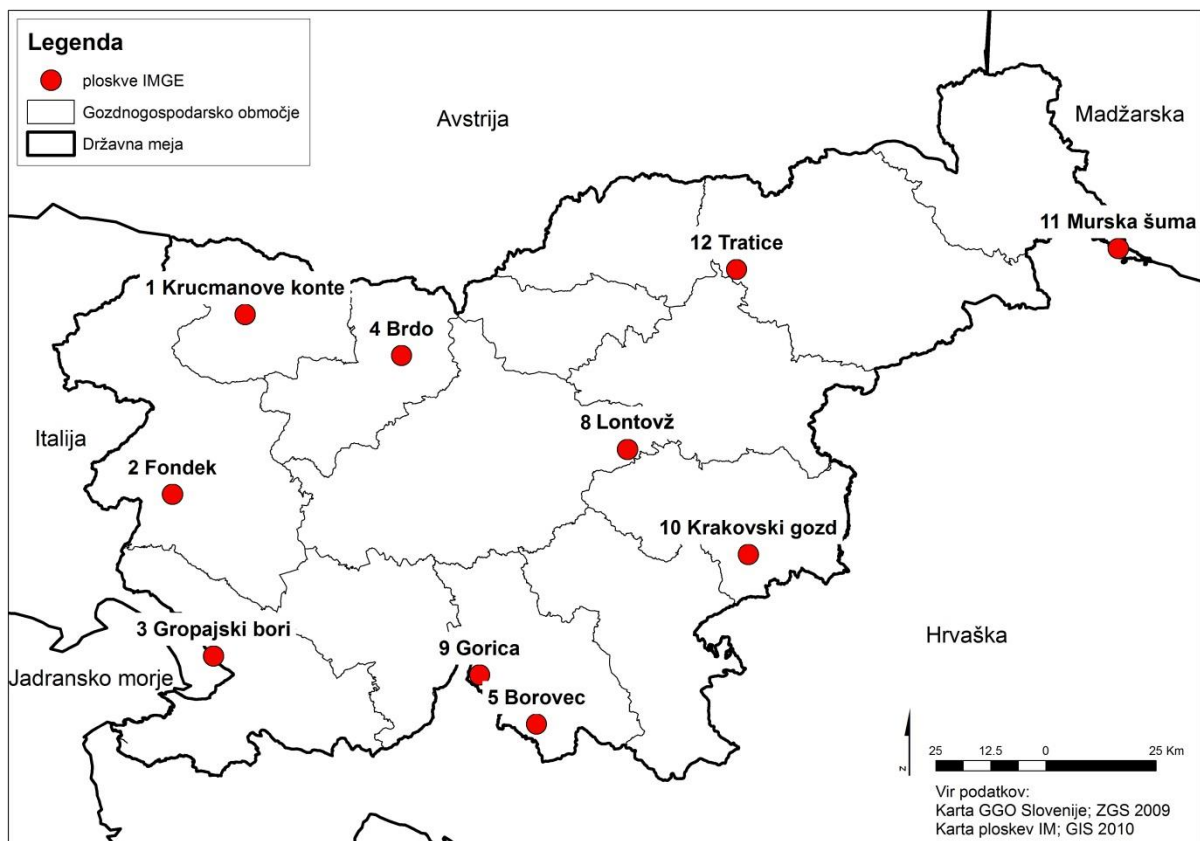 Legenda
ploskve IMGE
Gozdnogospodarsko območje
Državna meja
Avstrija
Madžarska
11 Murska šuma
12 Tratice
1 Krucmanove konte
4 Brdo
8 Lontovž
Italija
2 Fondek
10 Krakovski gozd
3 Gropajski bori
9 Gorica
Hrvaška
Jadransko morje
5 Borovec
N
25 12.5 0 25 Km
Vir podatkov:
Karta GGO Slovenije; ZGS 2009
Karta ploskev IM; GIS 2010